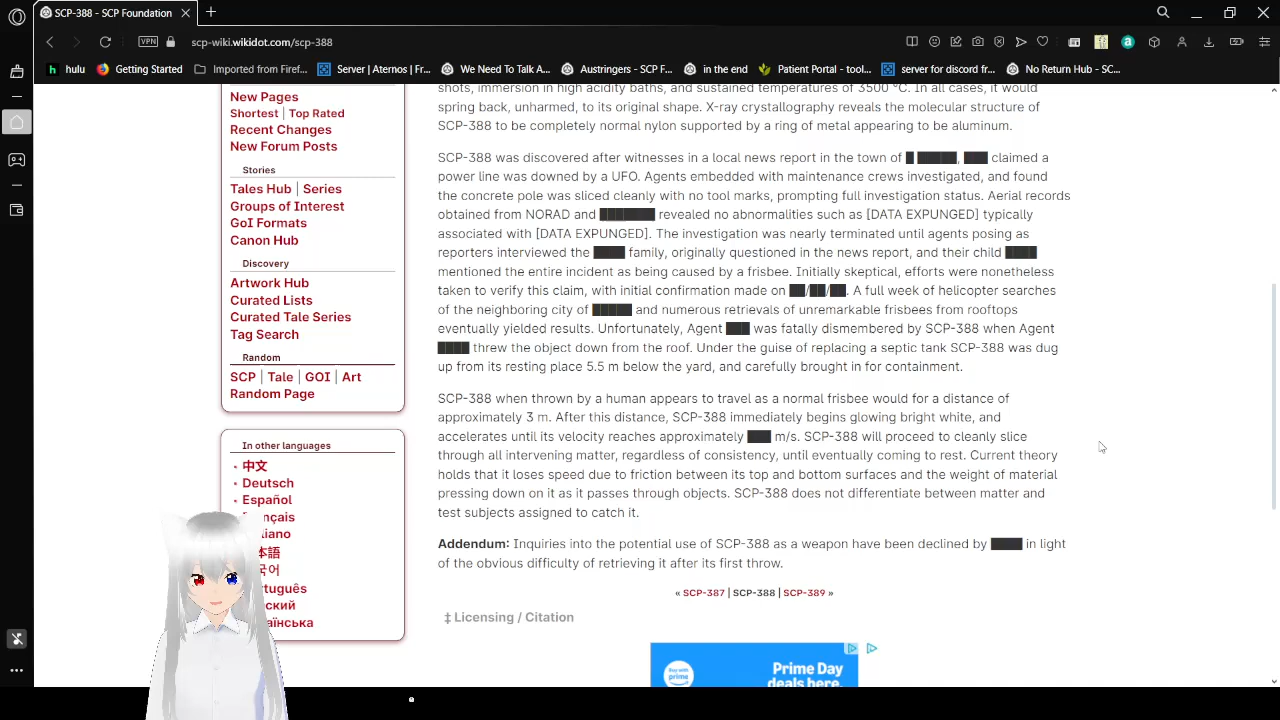 SCP-388 - SCP Foundation
VPN
scp-wiki.wikidot.com/scp-388
hulu
Getting Started
Imported from Firef...
Server | Aternos | Fr...
We Need To Talk A...
Austringers - SCP F...
in the end
Patient Portal - tool...
server for discord fr...
No Return Hub - SC...
New Pages
Shortest | Top Rated
Recent Changes
New Forum Posts
Stories
Tales Hub | Series
Groups of Interest
GoI Formats
Canon Hub
Discovery
Artwork Hub
Curated Lists
Curated Tale Series
Tag Search
Random
SCP | Tale | GOI | Art
Random Page
In other languages
中文
Deutsch
Español
nçais
liano
本語
국어
rtuguês
сский
аїнська
shots, immersion in high acidity baths, and sustained temperatures of 3500 °C. In all cases, it would
spring back, unharmed, to its original shape. X-ray crystallography reveals the molecular structure of
SCP-388 to be completely normal nylon supported by a ring of metal appearing to be aluminum.
SCP-388 was discovered after witnesses in a local news report in the town of █ █████, ███ claimed a
power line was downed by a UFO. Agents embedded with maintenance crews investigated, and found
the concrete pole was sliced cleanly with no tool marks, prompting full investigation status. Aerial records
obtained from NORAD and ███████ revealed no abnormalities such as [DATA EXPUNGED] typically
associated with [DATA EXPUNGED]. The investigation was nearly terminated until agents posing as
reporters interviewed the ████ family, originally questioned in the news report, and their child ████
mentioned the entire incident as being caused by a frisbee. Initially skeptical, efforts were nonetheless
taken to verify this claim, with initial confirmation made on ██/██/██. A full week of helicopter searches
of the neighboring city of █████ and numerous retrievals of unremarkable frisbees from rooftops
eventually yielded results. Unfortunately, Agent ███ was fatally dismembered by SCP-388 when Agent
████ threw the object down from the roof. Under the guise of replacing a septic tank SCP-388 was dug
up from its resting place 5.5 m below the yard, and carefully brought in for containment.
SCP-388 when thrown by a human appears to travel as a normal frisbee would for a distance of
approximately 3 m. After this distance, SCP-388 immediately begins glowing bright white, and
accelerates until its velocity reaches approximately ███ m/s. SCP-388 will proceed to cleanly slice
through all intervening matter, regardless of consistency, until eventually coming to rest. Current theory
holds that it loses speed due to friction between its top and bottom surfaces and the weight of material
pressing down on it as it passes through objects. SCP-388 does not differentiate between matter and
test subjects assigned to catch it.
Addendum: Inquiries into the potential use of SCP-388 as a weapon have been declined by ████ in light
of the obvious difficulty of retrieving it after its first throw.
« SCP-387 | SCP-388 | SCP-389 »
‡ Licensing / Citation
Prime Day
deals here.